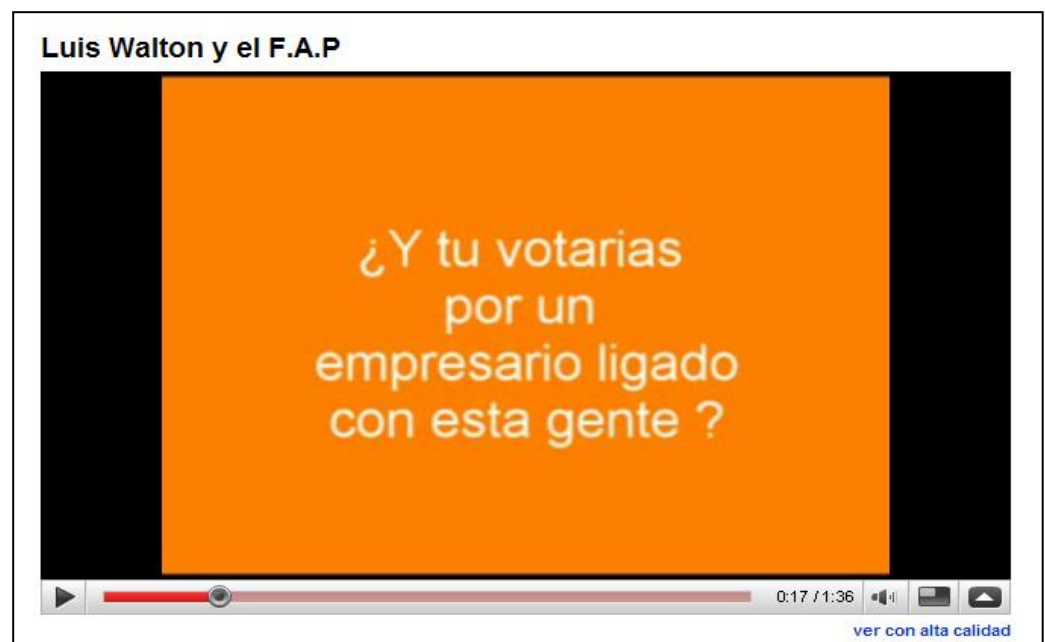 Luis Walton y el F.A.P
¿Y tu votarias
por un
empresario ligado
con esta gente ?
0:17 / 1:36
ver con alta calidad